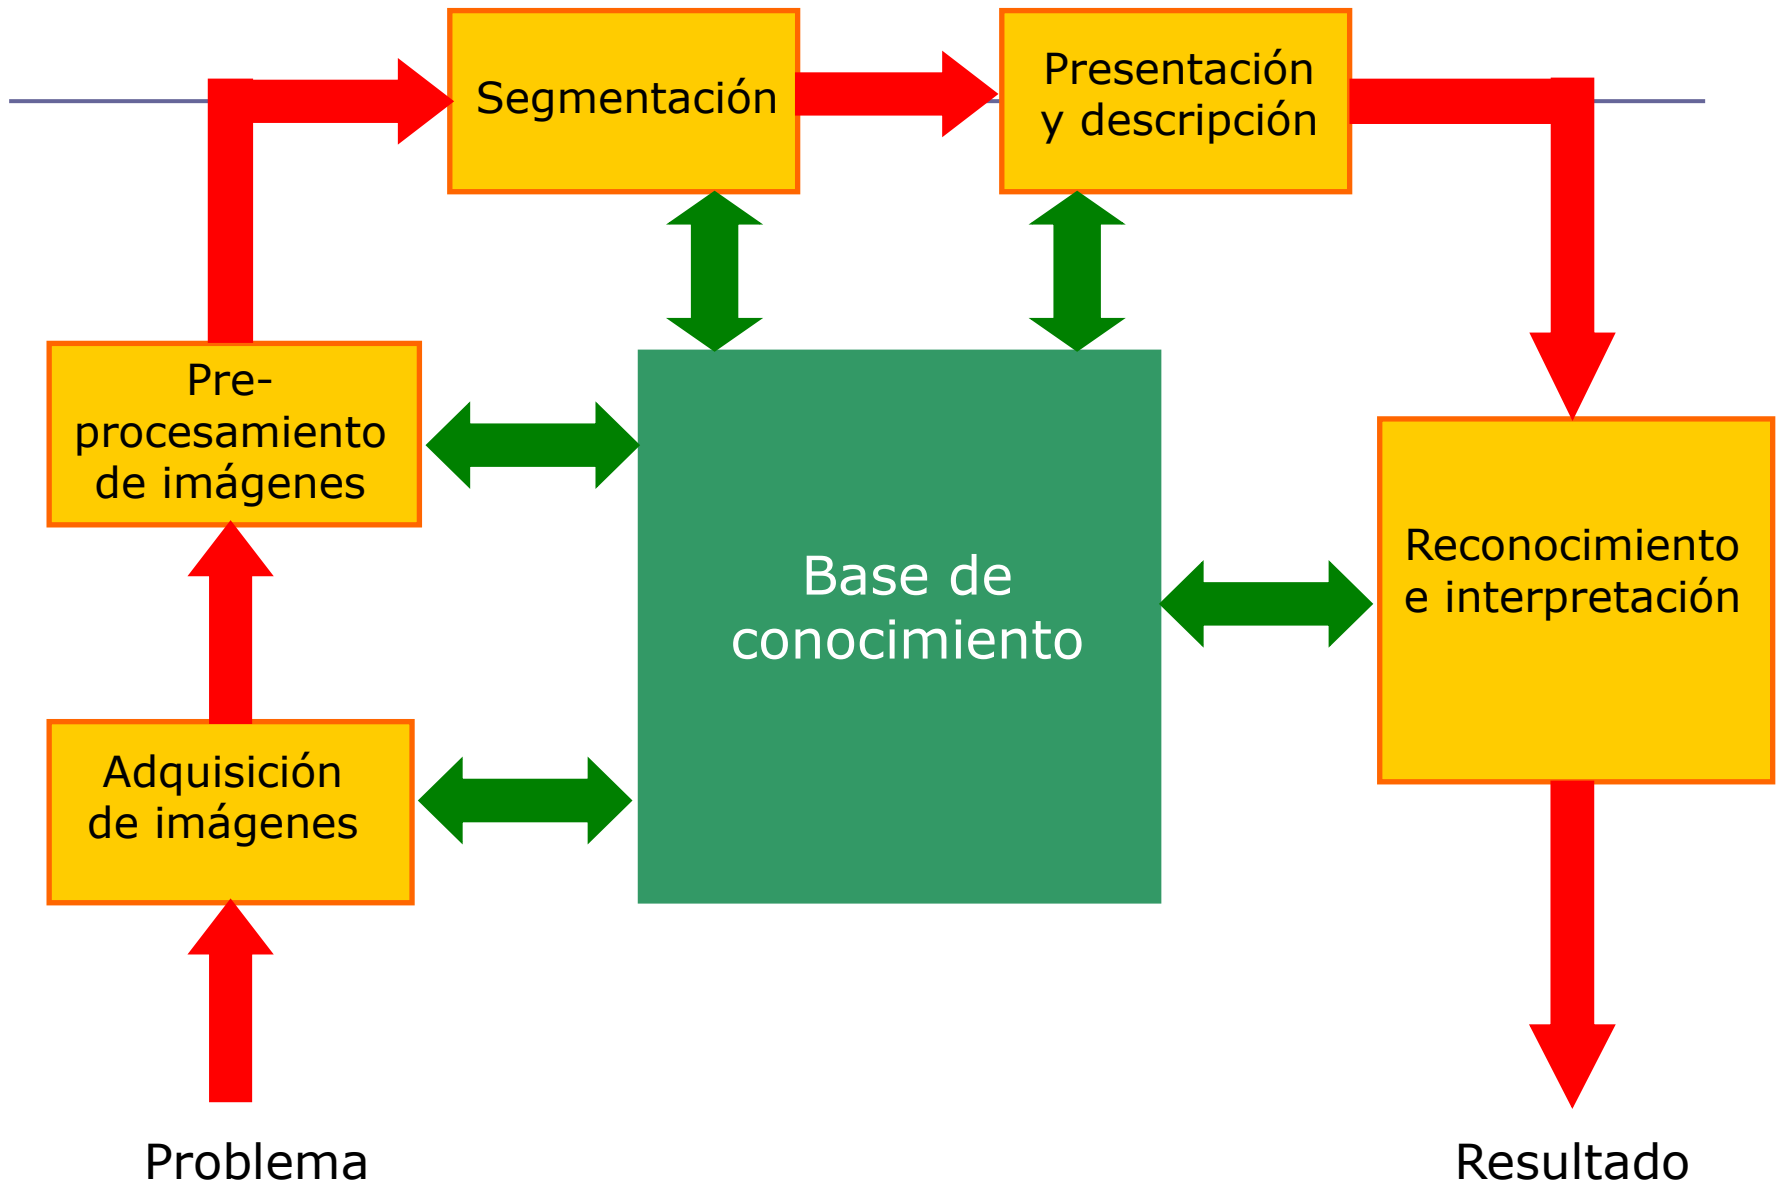 Segmentación
Presentación
y descripción
Pre-
procesamiento
de imágenes
Base de
conocimiento
Reconocimiento
e interpretación
Adquisición
de imágenes
Problema
Resultado